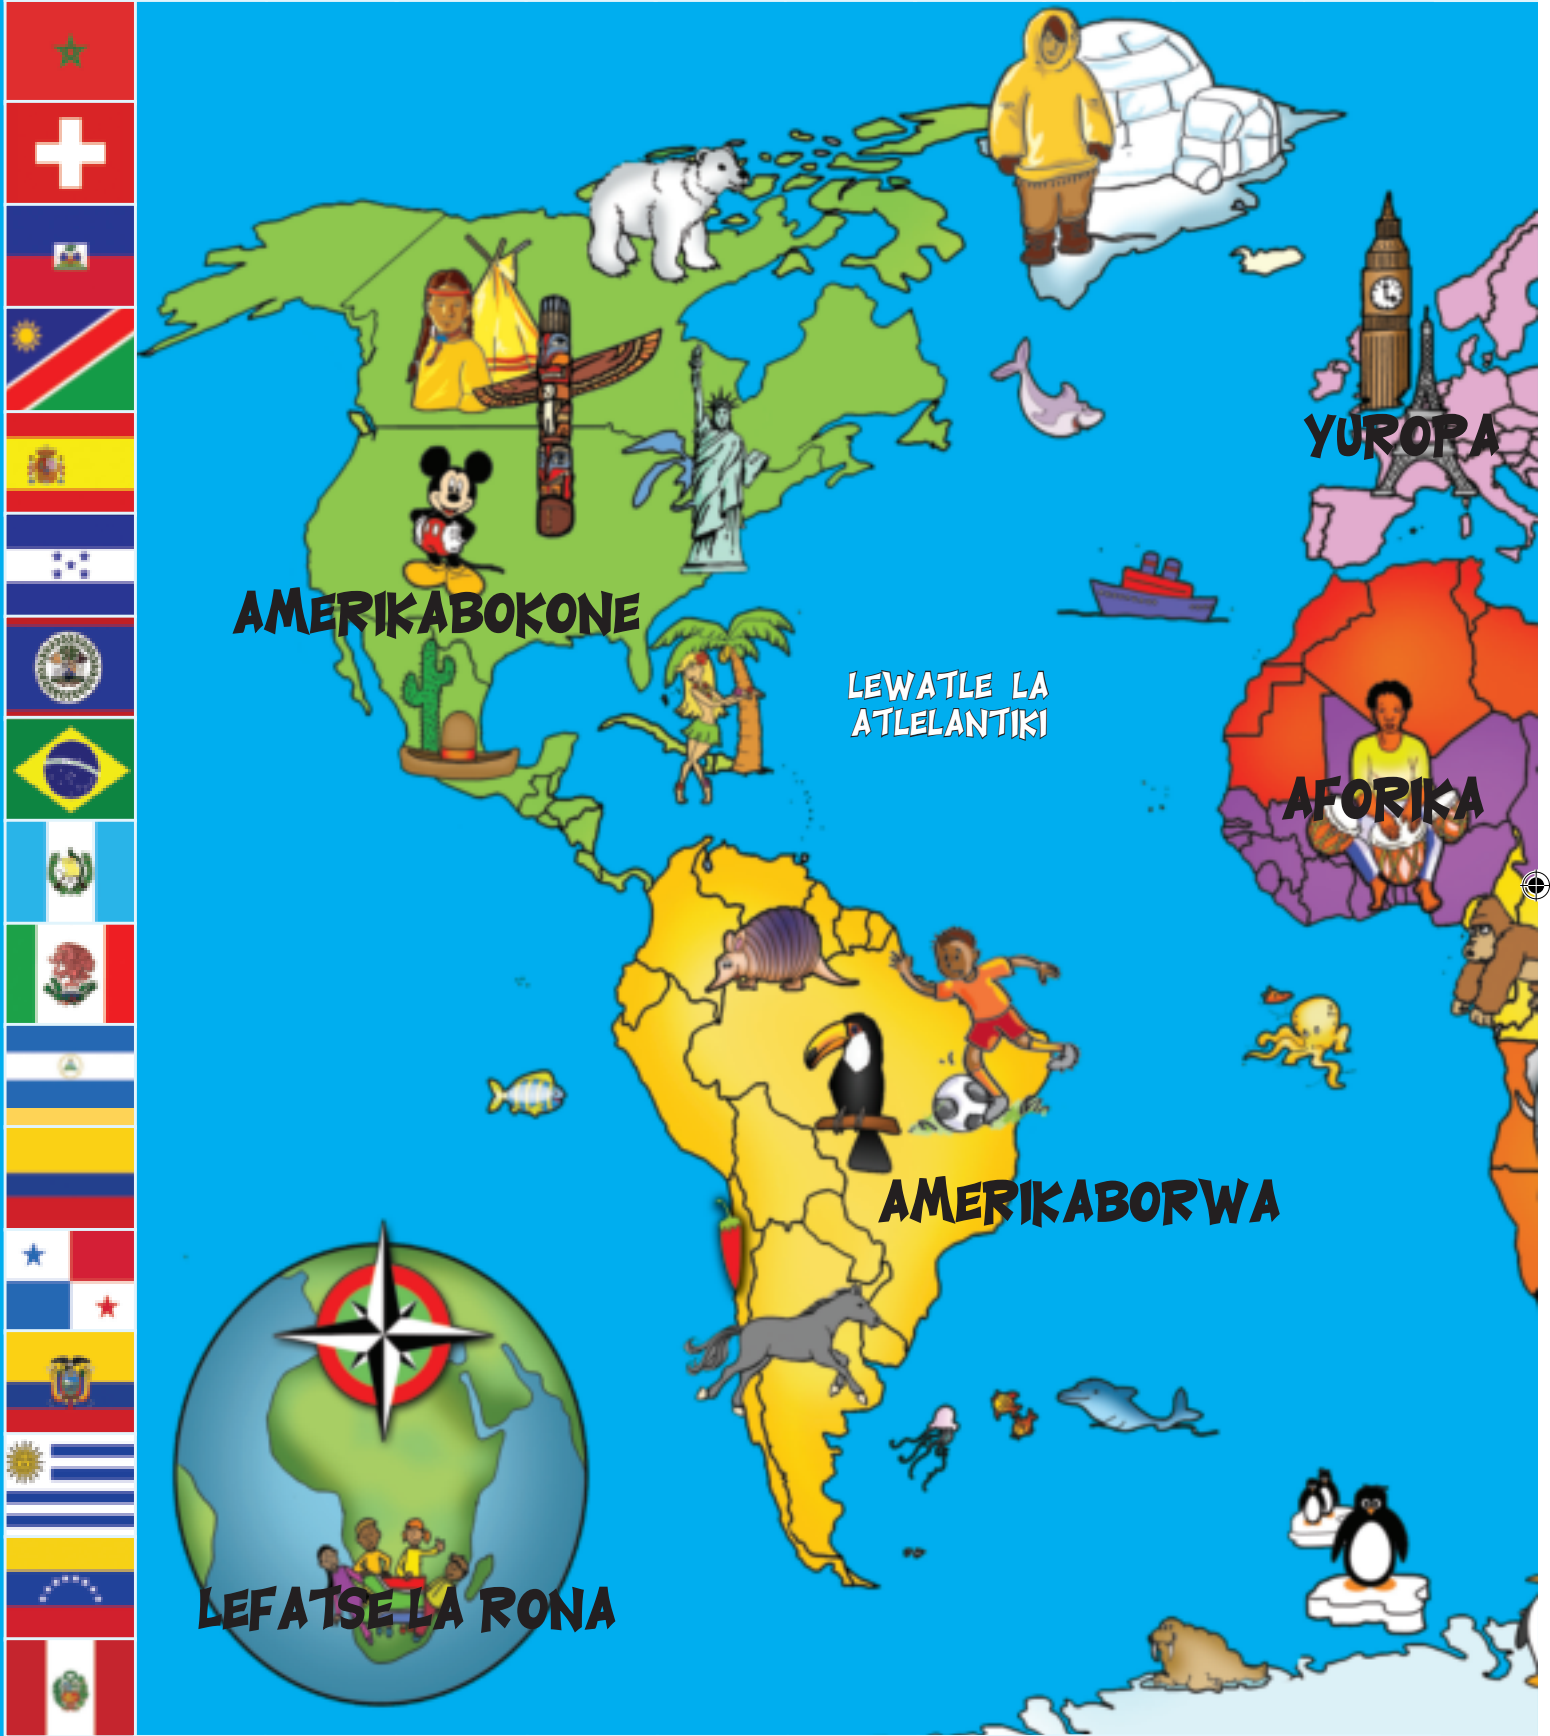 YUROPA
AMERIKABOKONE
LEWATLE LA
ATLELANTIKI
AFORIKA
AMERIKABORWA
LEFATSE LA RONA